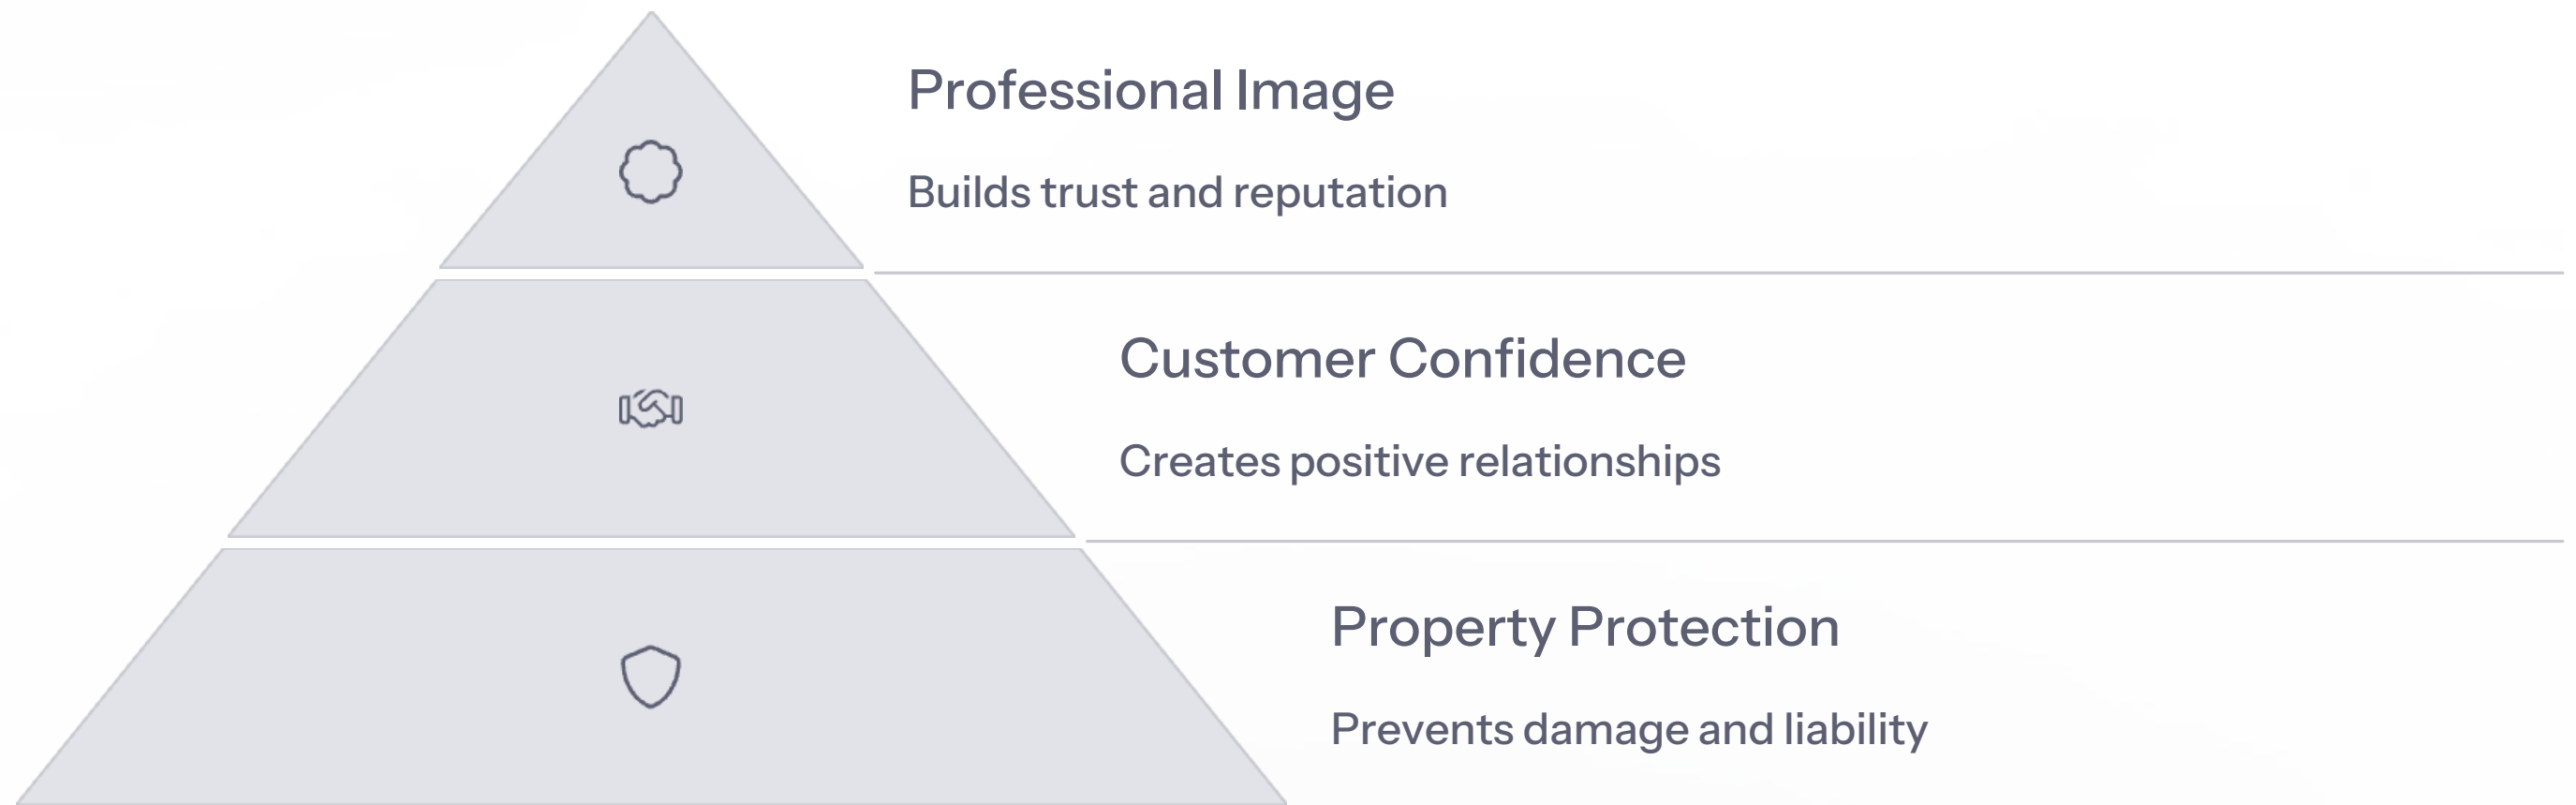 Professional Image
Builds trust and reputation
Customer Confidence
Creates positive relationships
Property Protection
Prevents damage and liability